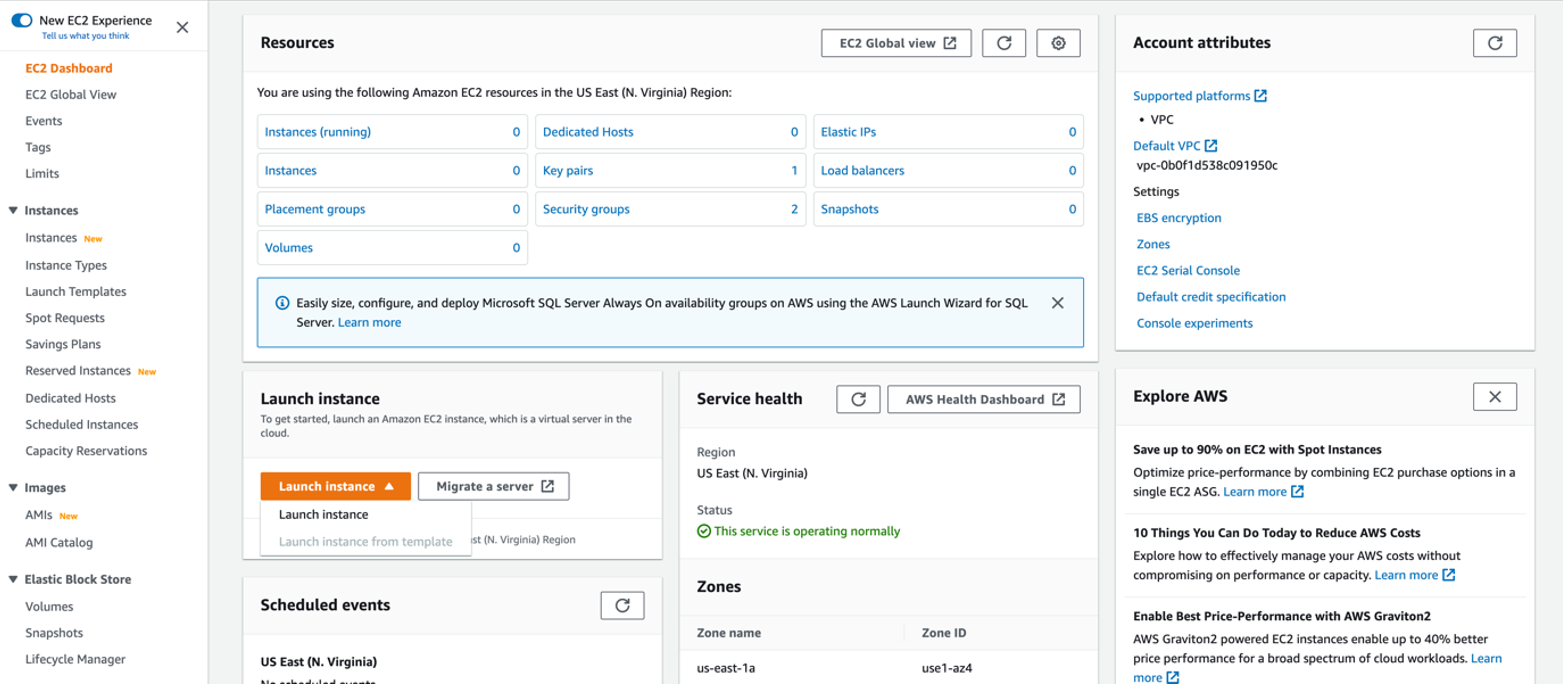 New EC2 Experience
Tell us what you think
EC2 Dashboard
EC2 Global View
Events
Tags
Limits
Instances
Instances New
Instance Types
Launch Templates
Spot Requests
Savings Plans
Reserved Instances New
Dedicated Hosts
Scheduled Instances
Capacity Reservations
Images
AMIs New
AMI Catalog
Elastic Block Store
Volumes
Snapshots
Lifecycle Manager
Resources
EC2 Global view
You are using the following Amazon EC2 resources in the US East (N. Virginia) Region:
Instances (running) 0
Dedicated Hosts 0
Elastic IPs 0
Instances 0
Key pairs 1
Load balancers 0
Placement groups 0
Security groups 2
Snapshots 0
Volumes 0
Easily size, configure, and deploy Microsoft SQL Server Always On availability groups on AWS using the AWS Launch Wizard for SQL
Server. Learn more
Launch instance
To get started, launch an Amazon EC2 instance, which is a virtual server in the
cloud.
Launch instance
Migrate a server
Launch instance
Launch instance from template
st (N. Virginia) Region
Scheduled events
US East (N. Virginia)
No scheduled events
Service health
AWS Health Dashboard
Region
US East (N. Virginia)
Status
This service is operating normally
Zones
Zone name Zone ID
us-east-1a use1-az4
Account attributes
Supported platforms
• VPC
Default VPC
vpc-0b0f1d538c091950c
Settings
EBS encryption
Zones
EC2 Serial Console
Default credit specification
Console experiments
Explore AWS
Save up to 90% on EC2 with Spot Instances
Optimize price-performance by combining EC2 purchase options in a
single EC2 ASG. Learn more
10 Things You Can Do Today to Reduce AWS Costs
Explore how to effectively manage your AWS costs without
compromising on performance or capacity. Learn more
Enable Best Price-Performance with AWS Graviton2
AWS Graviton2 powered EC2 instances enable up to 40% better
price performance for a broad spectrum of cloud workloads. Learn
more